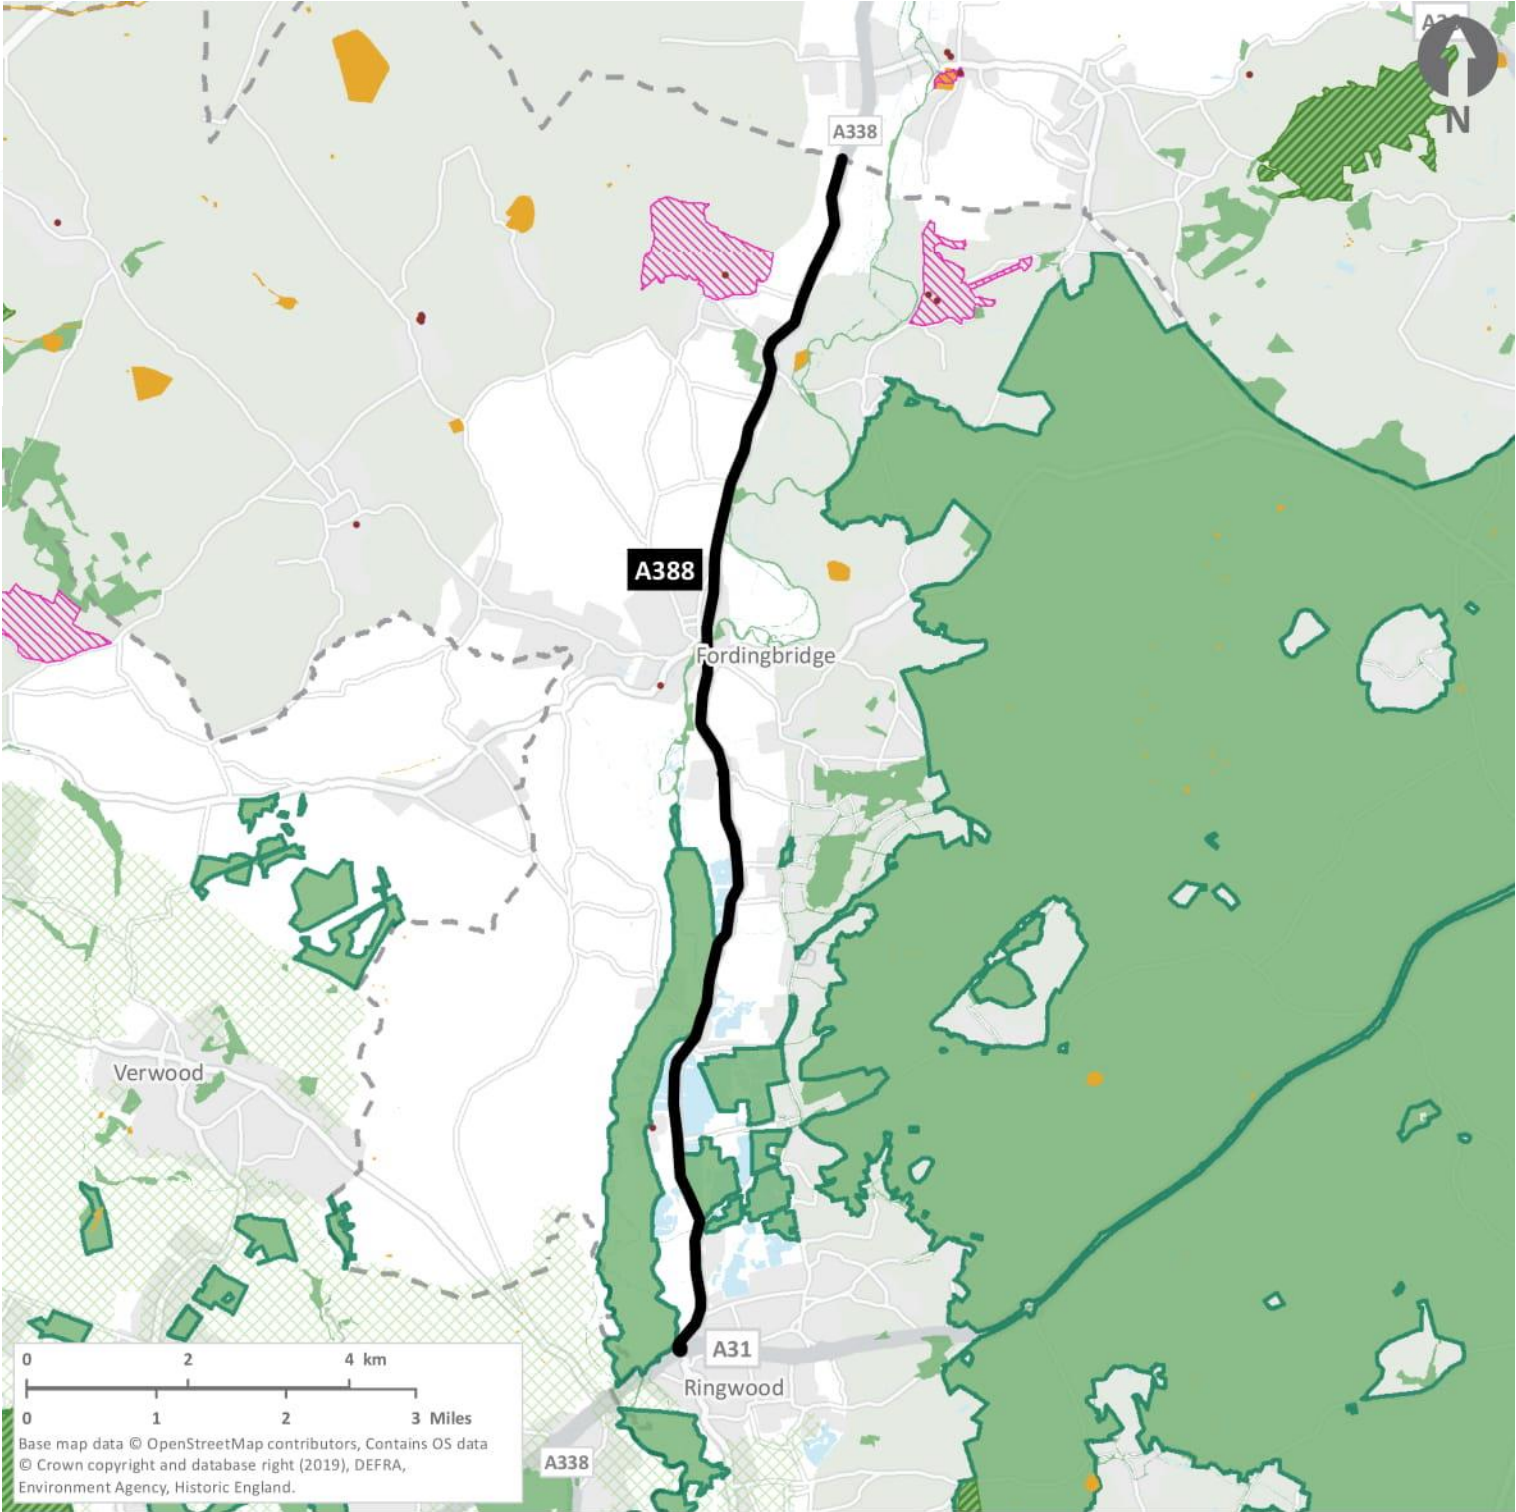 N
A338
A388
Fordingbridge
Verwood
A31
Ringwood
A338
0 2 4 km
0 1 2 3 Miles
Base map data © OpenStreetMap contributors, Contains OS data
© Crown copyright and database right (2019), DEFRA,
Environment Agency, Historic England.